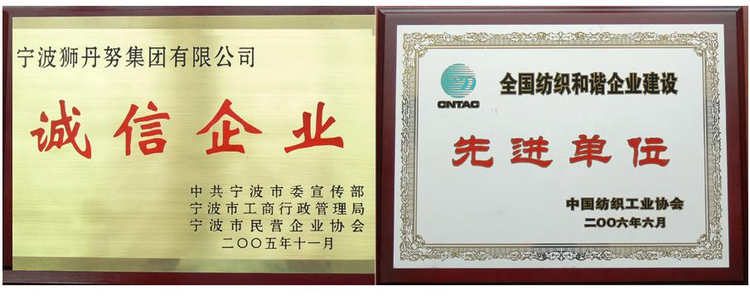 宁波狮丹努集团有限公司
诚信企业
中共宁波市委宣传部
宁波市工商行政管理局
宁波市民营企业协会
二〇〇五年十一月
CNTAC
全国纺织和谐企业建设
先进单位
中国纺织工业协会
二〇〇六年六月